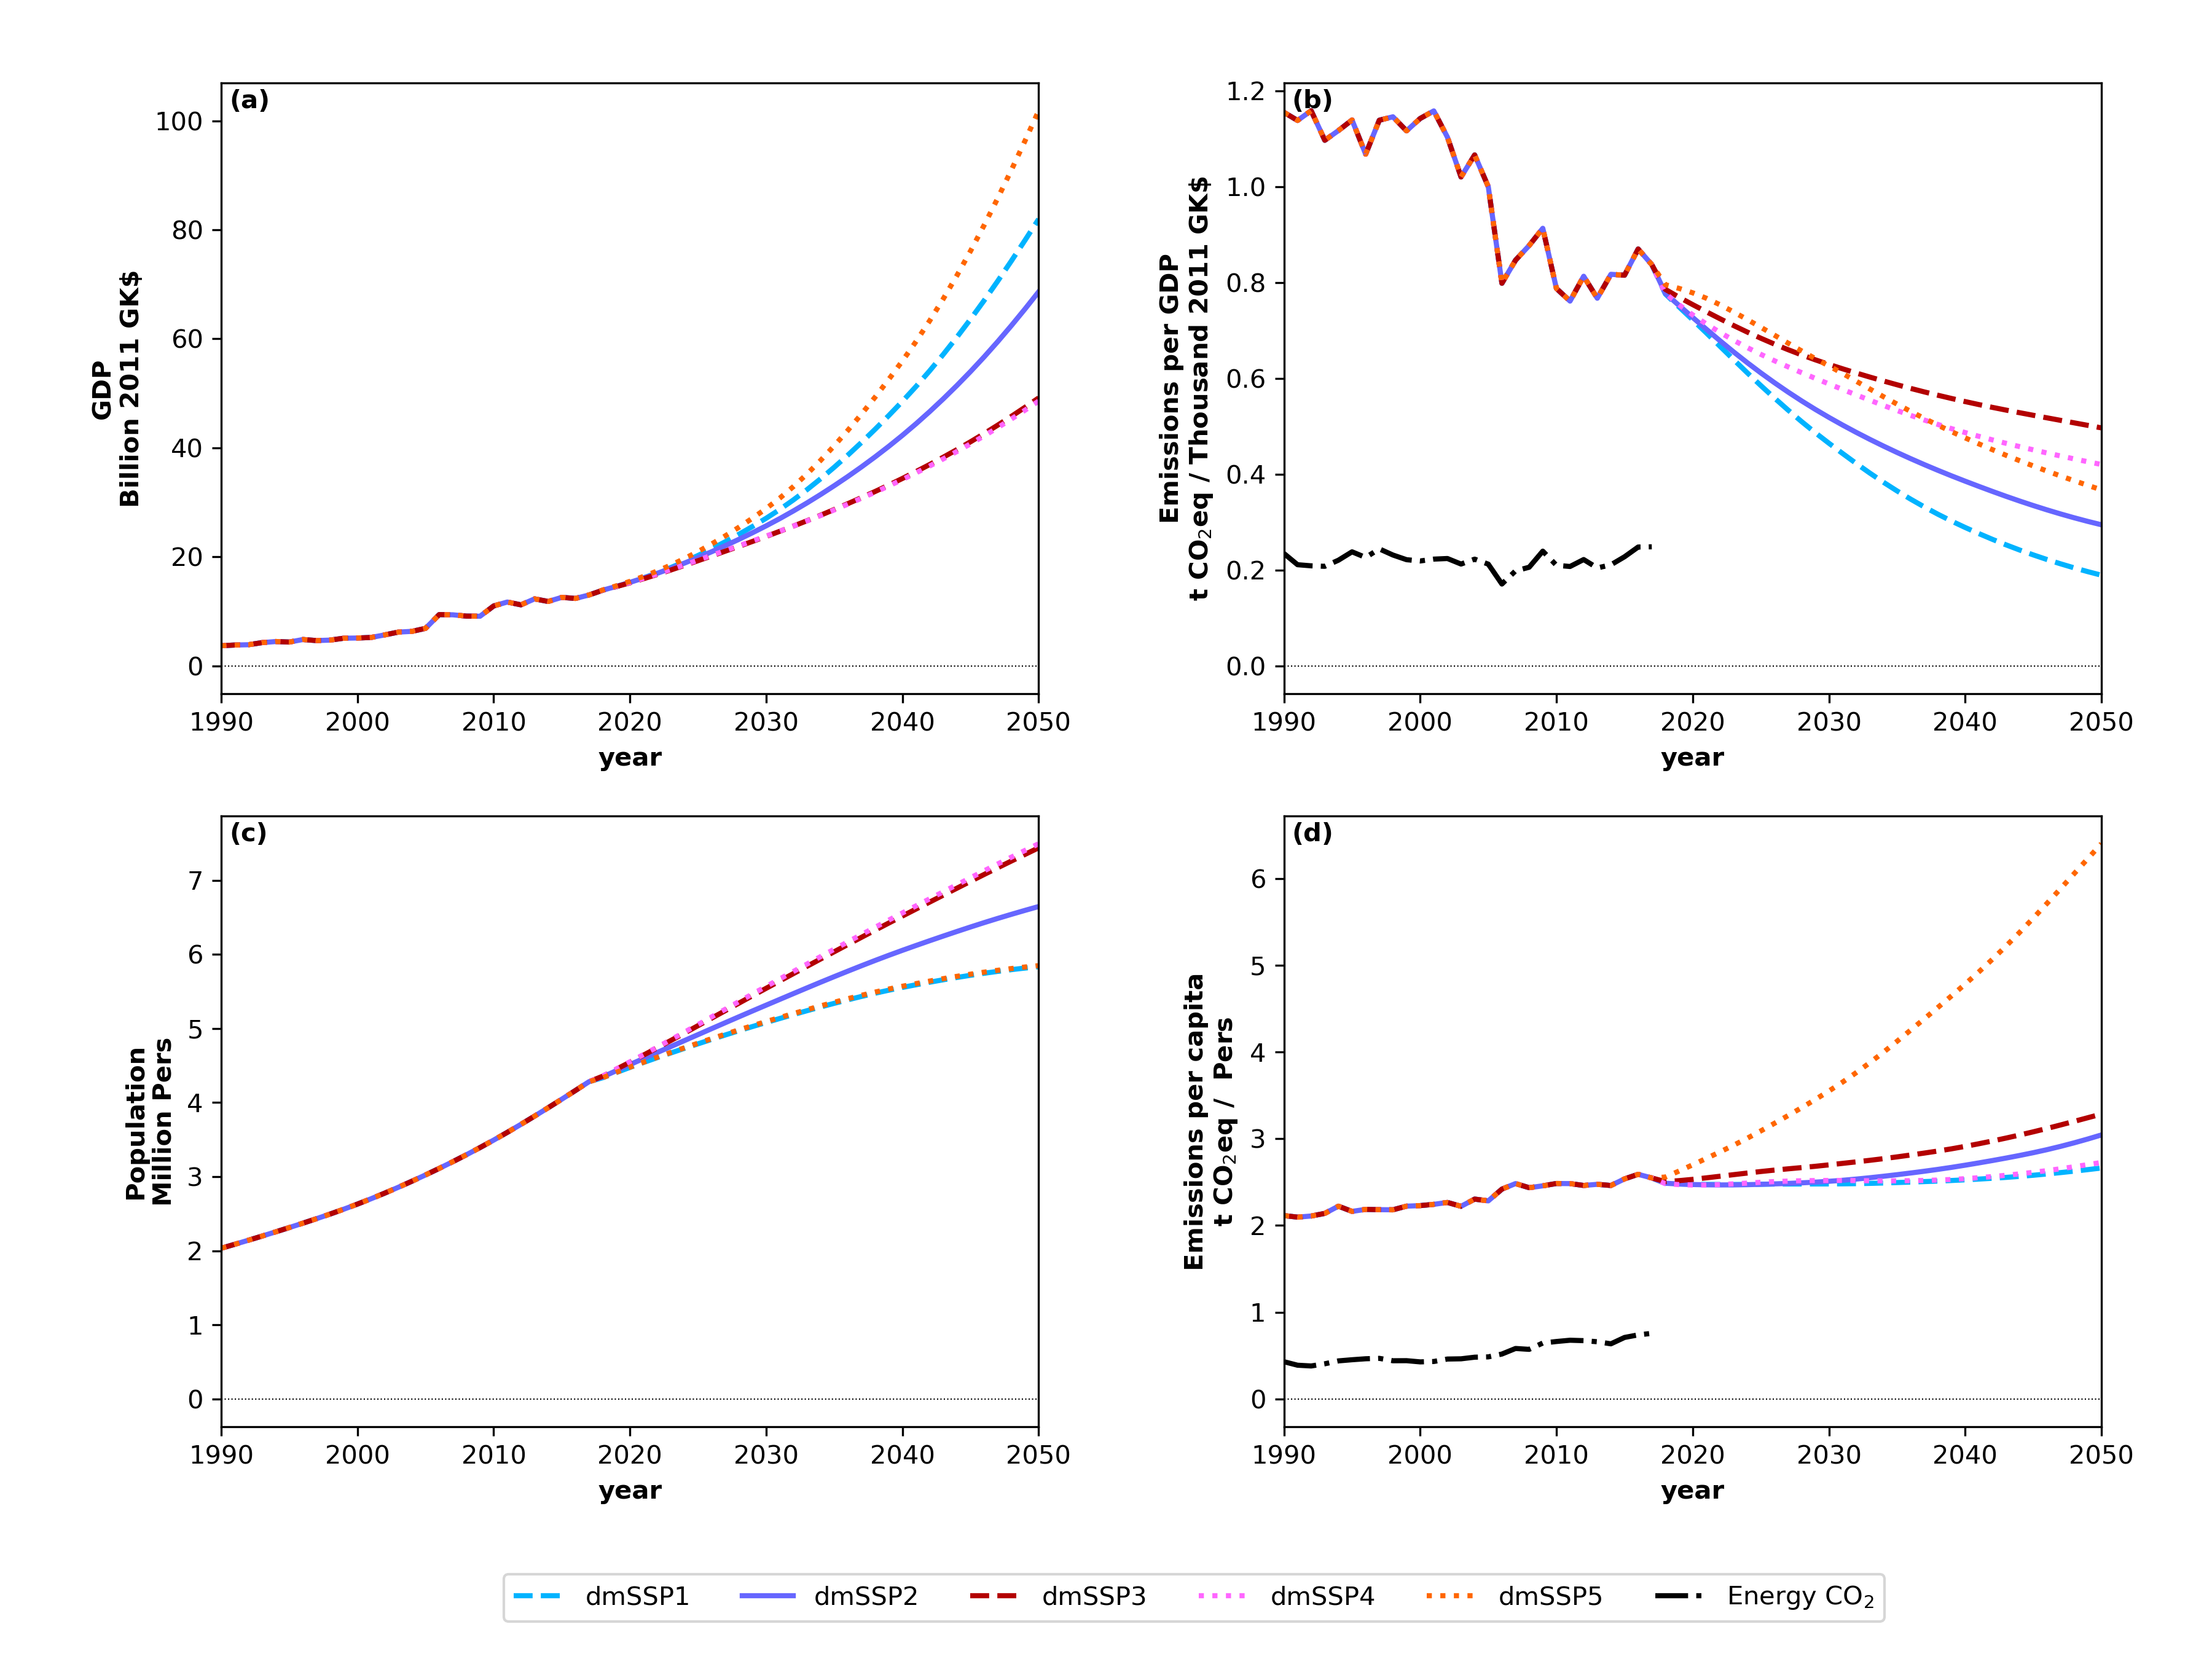 (a)
GDP
Billion 2011 GK$
100
80
60
40
20
0
1990 2000 2010 2020 2030 2040 2050
year
(b)
Emissions per GDP
t CO₂eq / Thousand 2011 GK$
1.2
1.0
0.8
0.6
0.4
0.2
0.0
1990 2000 2010 2020 2030 2040 2050
year
(c)
Population
Million Pers
7
6
5
4
3
2
1
0
1990 2000 2010 2020 2030 2040 2050
year
(d)
Emissions per capita
t CO₂eq / Pers
6
5
4
3
2
1
0
1990 2000 2010 2020 2030 2040 2050
year
dmSSP1 dmSSP2 dmSSP3 dmSSP4 dmSSP5 Energy CO₂